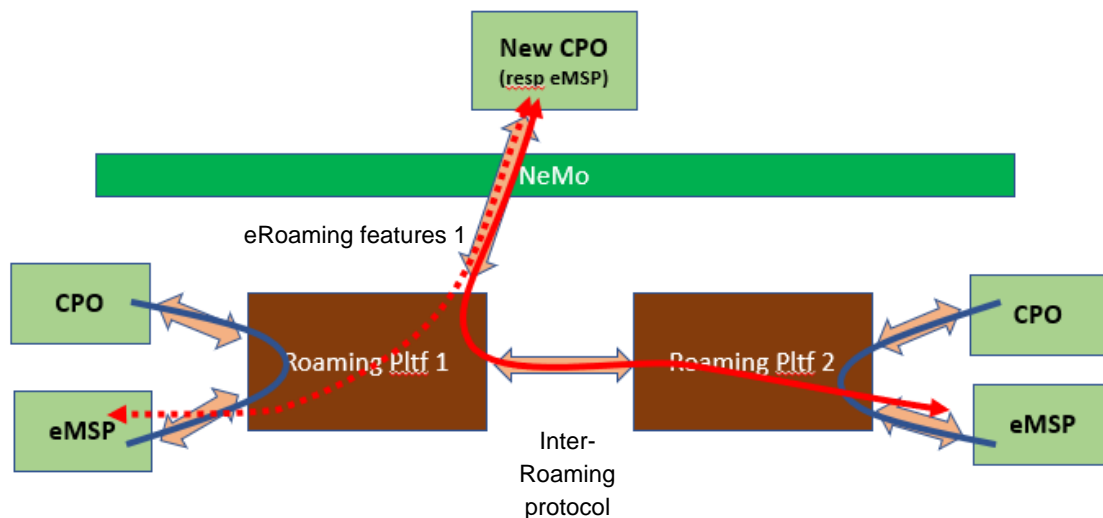 New CPO
(resp eMSP)
NeMo
eRoaming features 1
CPO
Roaming Pltf 1
eMSP
Inter-
Roaming
protocol
Roaming Pltf 2
CPO
eMSP